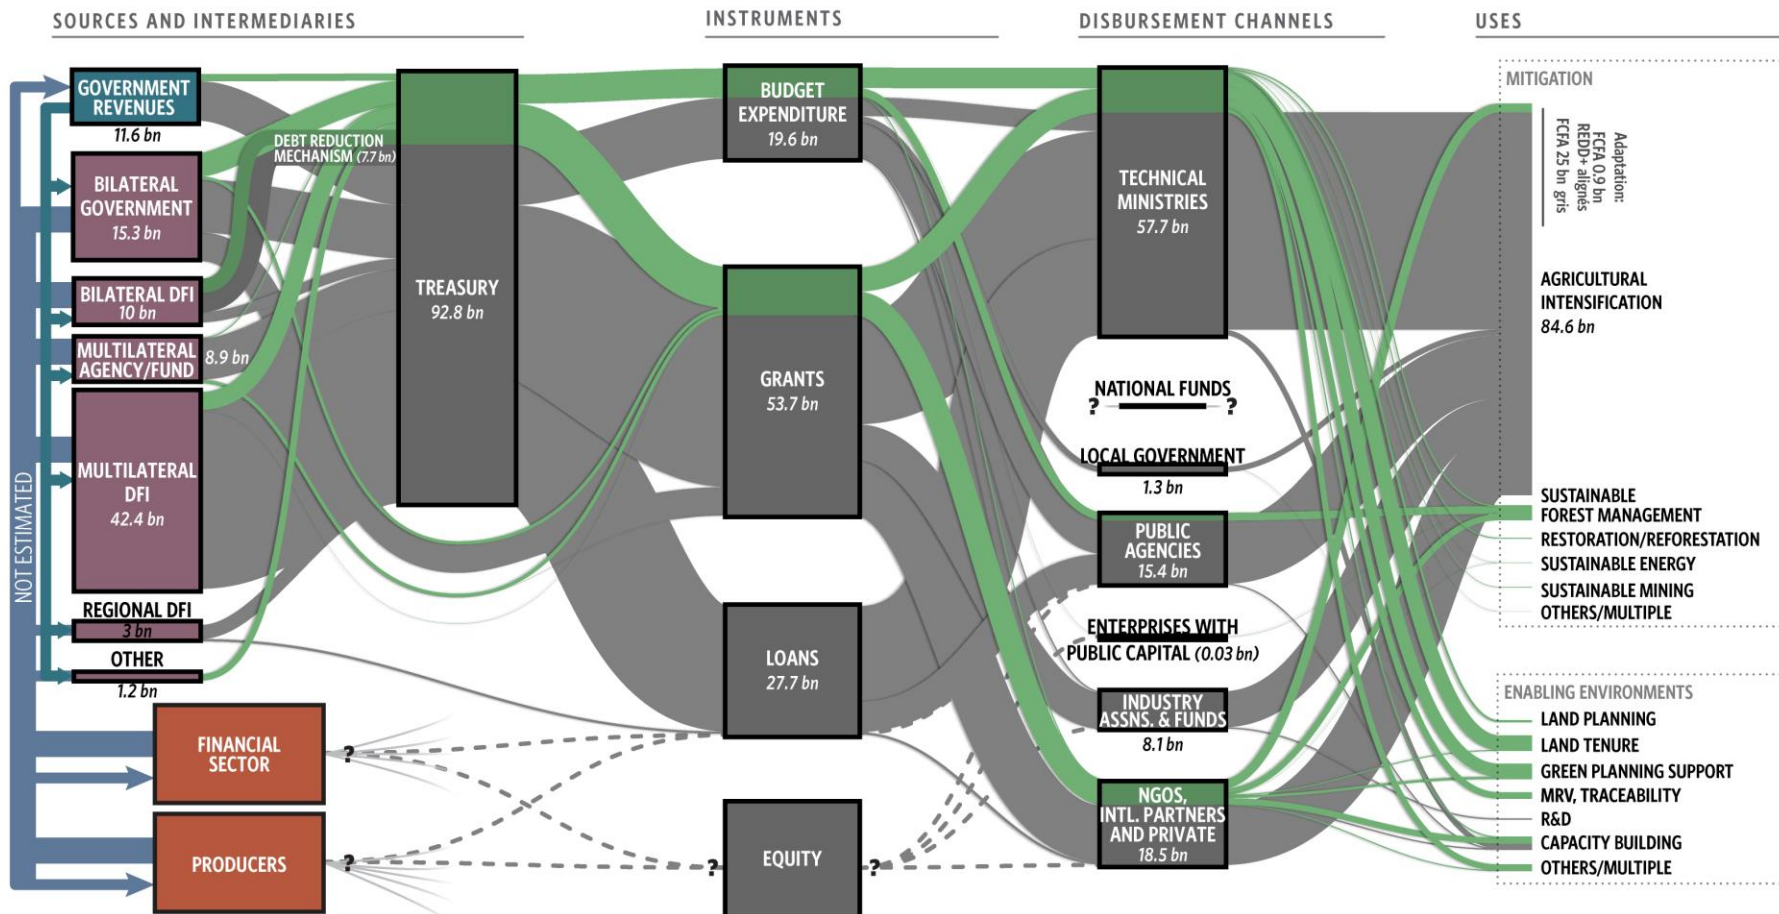 SOURCES AND INTERMEDIARIES
INSTRUMENTS
DISBURSEMENT CHANNELS
USES
NOT ESTIMATED
GOVERNMENT
REVENUES
11.6 bn
BILATERAL
GOVERNMENT
15.3 bn
BILATERAL DFI
10 bn
MULTILATERAL
AGENCY/FUND
8.9 bn
MULTILATERAL
DFI
42.4 bn
REGIONAL DFI
3 bn
OTHER
1.2 bn
FINANCIAL
SECTOR
?
PRODUCERS
?
DEBT REDUCTION
MECHANISM (7.7 bn)
TREASURY
92.8 bn
BUDGET
EXPENDITURE
19.6 bn
GRANTS
53.7 bn
LOANS
27.7 bn
? EQUITY ?
TECHNICAL
MINISTRIES
57.7 bn
NATIONAL FUNDS
? ?
LOCAL GOVERNMENT
1.3 bn
PUBLIC
AGENCIES
15.4 bn
ENTERPRISES WITH
PUBLIC CAPITAL (0.03 bn)
INDUSTRY
ASSNS. & FUNDS
8.1 bn
NGOS,
INTL. PARTNERS
AND PRIVATE
18.5 bn
MITIGATION
Adaptation:
FCFA 0.9 bn
REDD+ alignés
FCFA 25 bn gris
AGRICULTURAL
INTENSIFICATION
84.6 bn
SUSTAINABLE
FOREST MANAGEMENT
RESTORATION/REFORESTATION
SUSTAINABLE ENERGY
SUSTAINABLE MINING
OTHERS/MULTIPLE
ENABLING ENVIRONMENTS
LAND PLANNING
LAND TENURE
GREEN PLANNING SUPPORT
MRV, TRACEABILITY
R&D
CAPACITY BUILDING
OTHERS/MULTIPLE